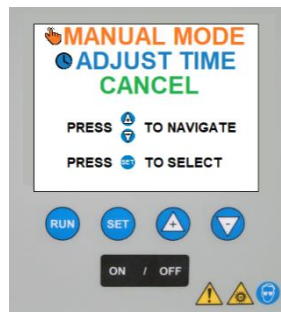 MANUAL MODE
ADJUST TIME
CANCEL
PRESS TO NAVIGATE
PRESS SET TO SELECT
RUN SET + -
ON / OFF